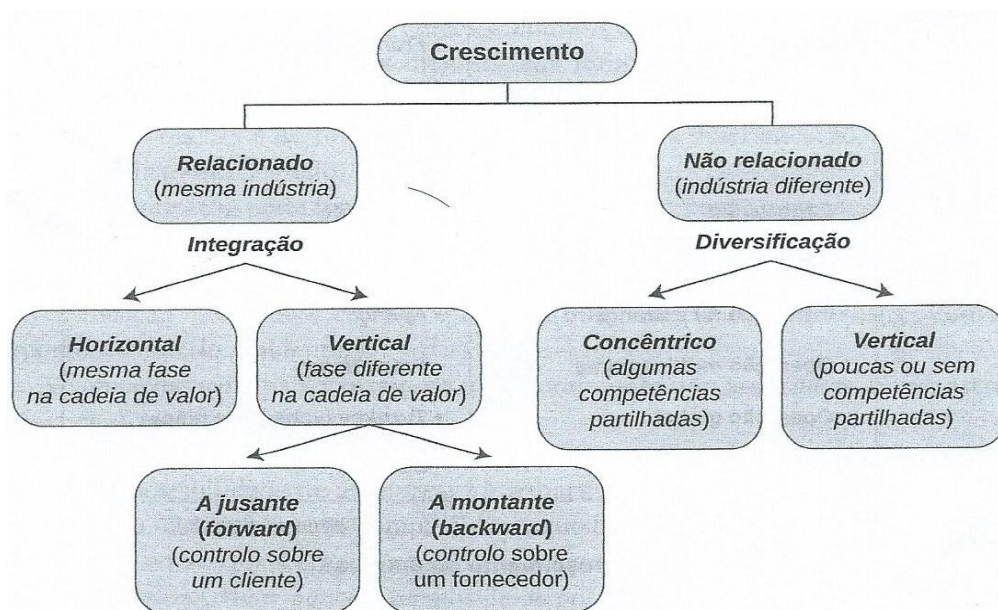 Crescimento
Relacionado
(mesma indústria)
Não relacionado
(indústria diferente)
Integração
Diversificação
Horizontal
(mesma fase
na cadeia de valor)
Vertical
(fase diferente
na cadeia de valor)
Concêntrico
(algumas
competências
partilhadas)
Vertical
(poucas ou sem
competências
partilhadas)
A jusante
(forward)
(controlo sobre
um cliente)
A montante
(backward)
(controlo sobre
um fornecedor)